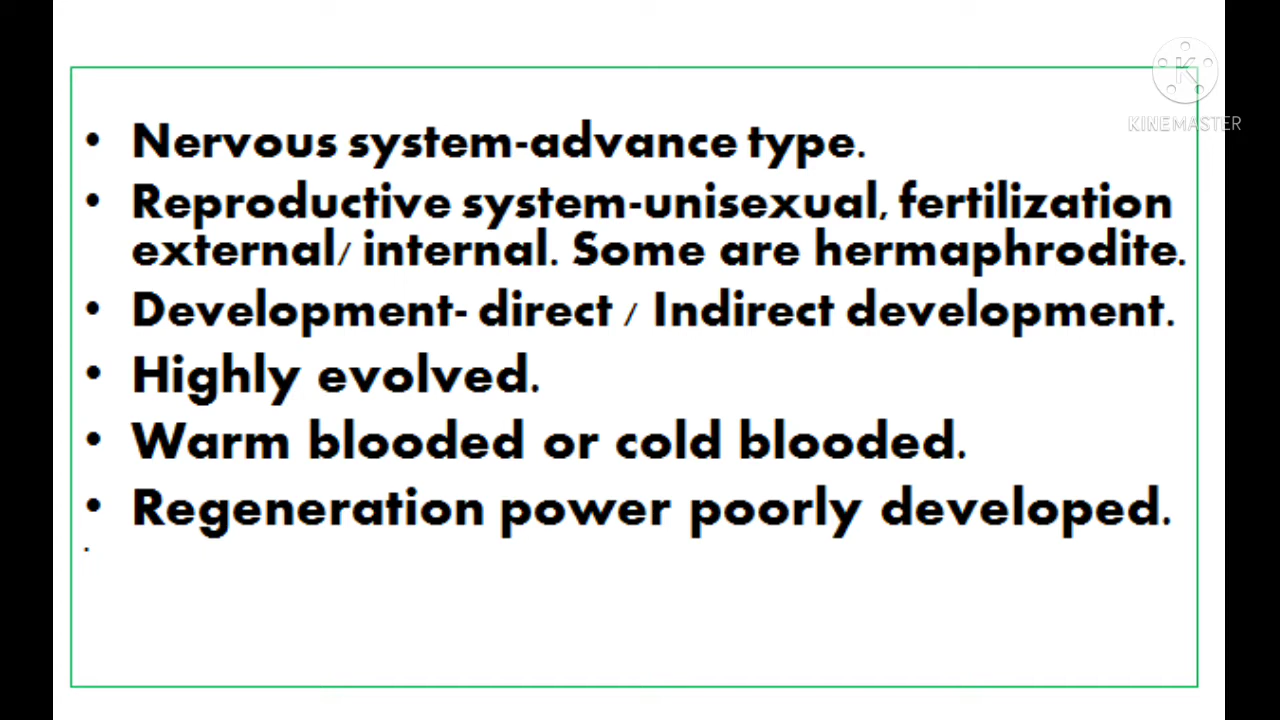 KINEMASTER
• Nervous system-advance type.
• Reproductive system-unisexual, fertilization
external/ internal. Some are hermaphrodite.
• Development- direct / Indirect development.
• Highly evolved.
• Warm blooded or cold blooded.
• Regeneration power poorly developed.